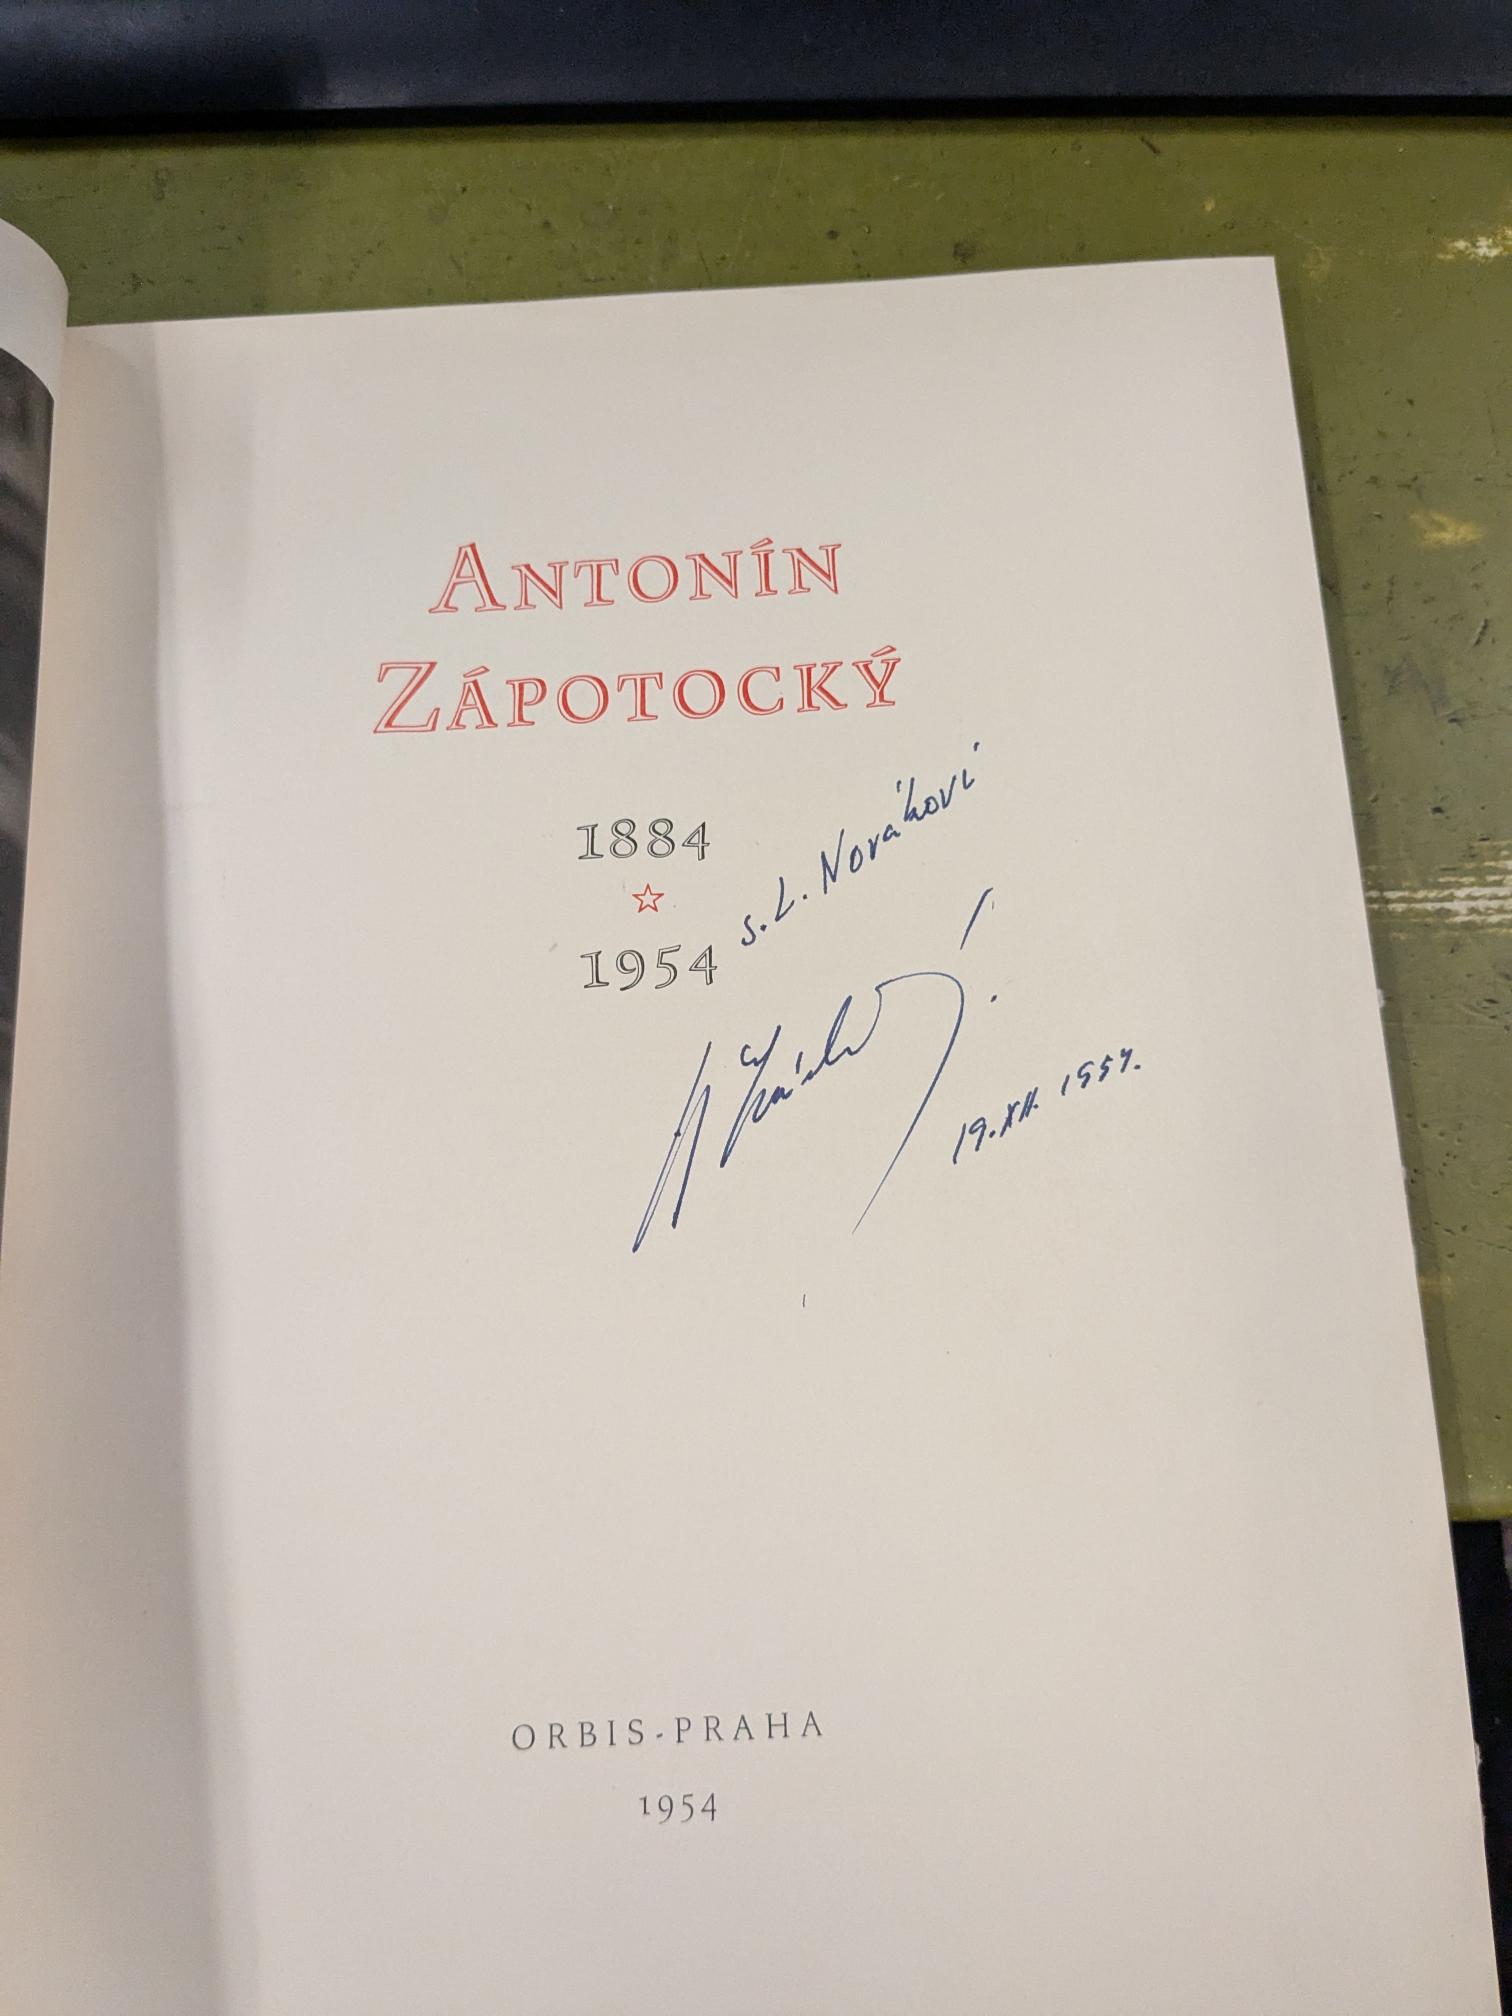 ANTONÍN
ZÁPOTOCKÝ
1884
1954
s. L. Novákovi
19. XII. 1954.
ORBIS-PRAHA
1954